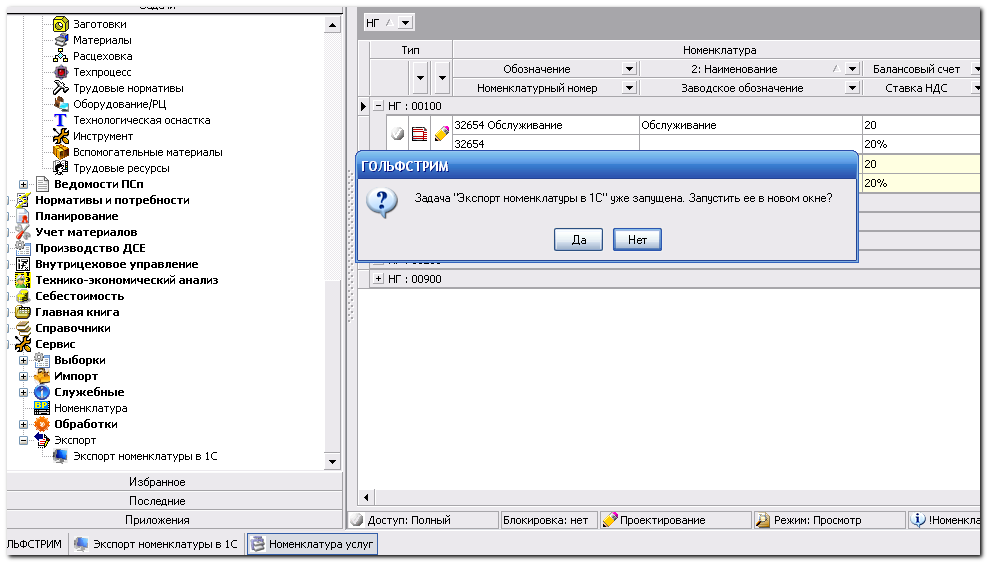 Задачи
Заготовки
Материалы
Расцеховка
Техпроцесс
Трудовые нормативы
Оборудование/РЦ
Технологическая оснастка
Инструмент
Вспомогательные материалы
Трудовые ресурсы
Ведомости ПСп
Нормативы и потребности
Планирование
Учет материалов
Производство ДСЕ
Внутрицеховое управление
Технико-экономический анализ
Себестоимость
Главная книга
Справочники
Сервис
Выборки
Импорт
Служебные
Номенклатура
Обработки
Экспорт
Экспорт номенклатуры в 1С
Избранное
Последние
Приложения
НГ
Тип Номенклатура
Обозначение 2: Наименование Балансовый счет
Номенклатурный номер Заводское обозначение Ставка НДС
НГ : 00100
32654 Обслуживание Обслуживание 20
32654 20%
20
20%
ГОЛЬФСТРИМ
Задача "Экспорт номенклатуры в 1С" уже запущена. Запустить ее в новом окне?
Да Нет
НГ : 00900
Доступ: Полный Блокировка: нет Проектирование Режим: Просмотр !Номенкла
ЛЬФСТРИМ Экспорт номенклатуры в 1С Номенклатура услуг